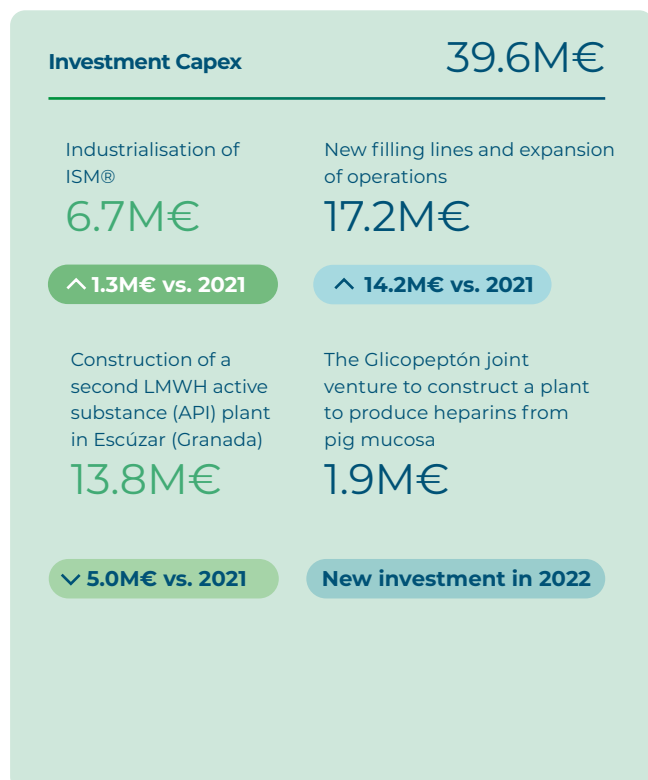 Investment Capex 39.6M€
Industrialisation of
ISM®
6.7M€
1.3M€ vs. 2021
New filling lines and expansion
of operations
17.2M€
14.2M€ vs. 2021
Construction of a
second LMWH active
substance (API) plant
in Escúzar (Granada)
13.8M€
5.0M€ vs. 2021
The Glicopeptón joint
venture to construct a plant
to produce heparins from
pig mucosa
1.9M€
New investment in 2022